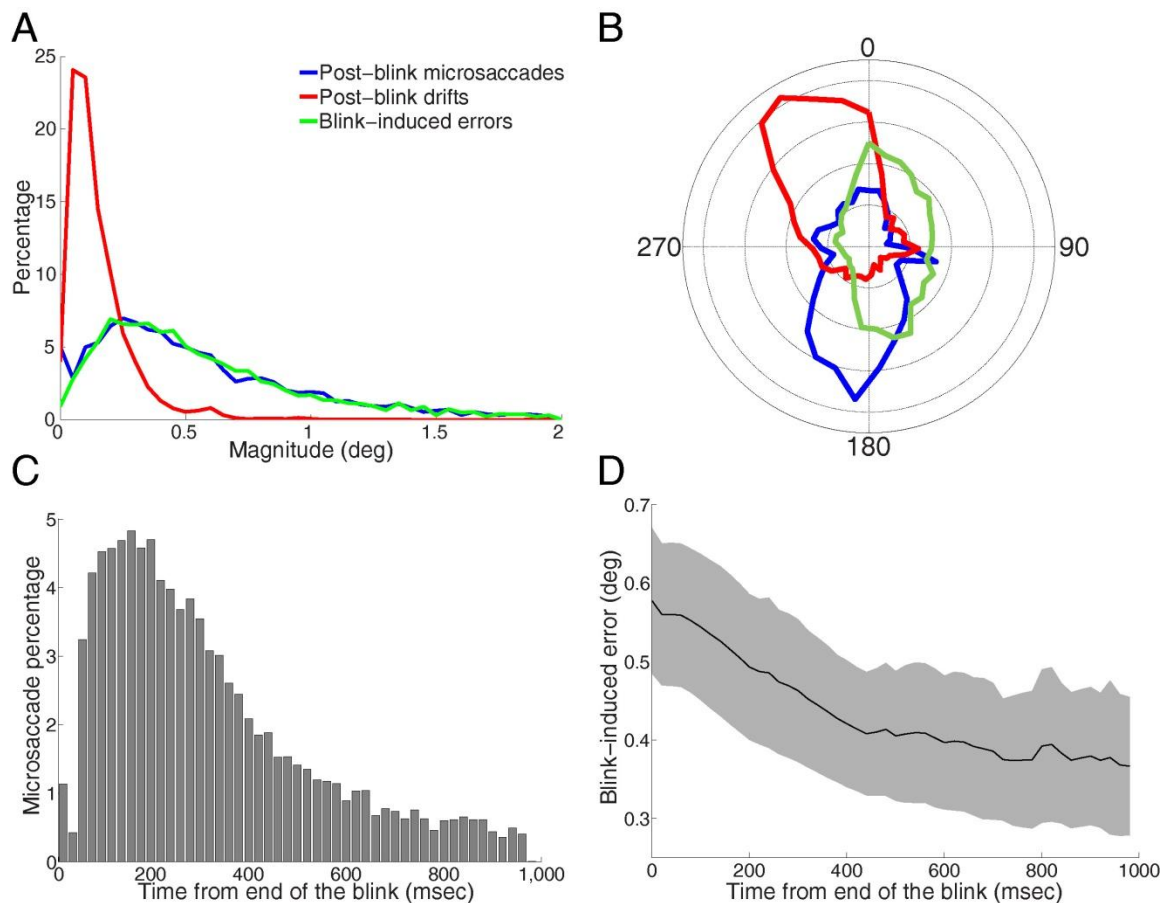 A
25
20
15
10
5
0
Percentage
0 0.5 1 1.5 2
Magnitude (deg)
Post-blink microsaccades
Post-blink drifts
Blink-induced errors
B
0
270
90
180
C
5
4
3
2
1
0
Microsaccade percentage
0 200 400 600 800 1,000
Time from end of the blink (msec)
D
0.7
0.6
0.5
0.4
0.3
Blink-induced error (deg)
0 200 400 600 800 1000
Time from end of the blink (msec)